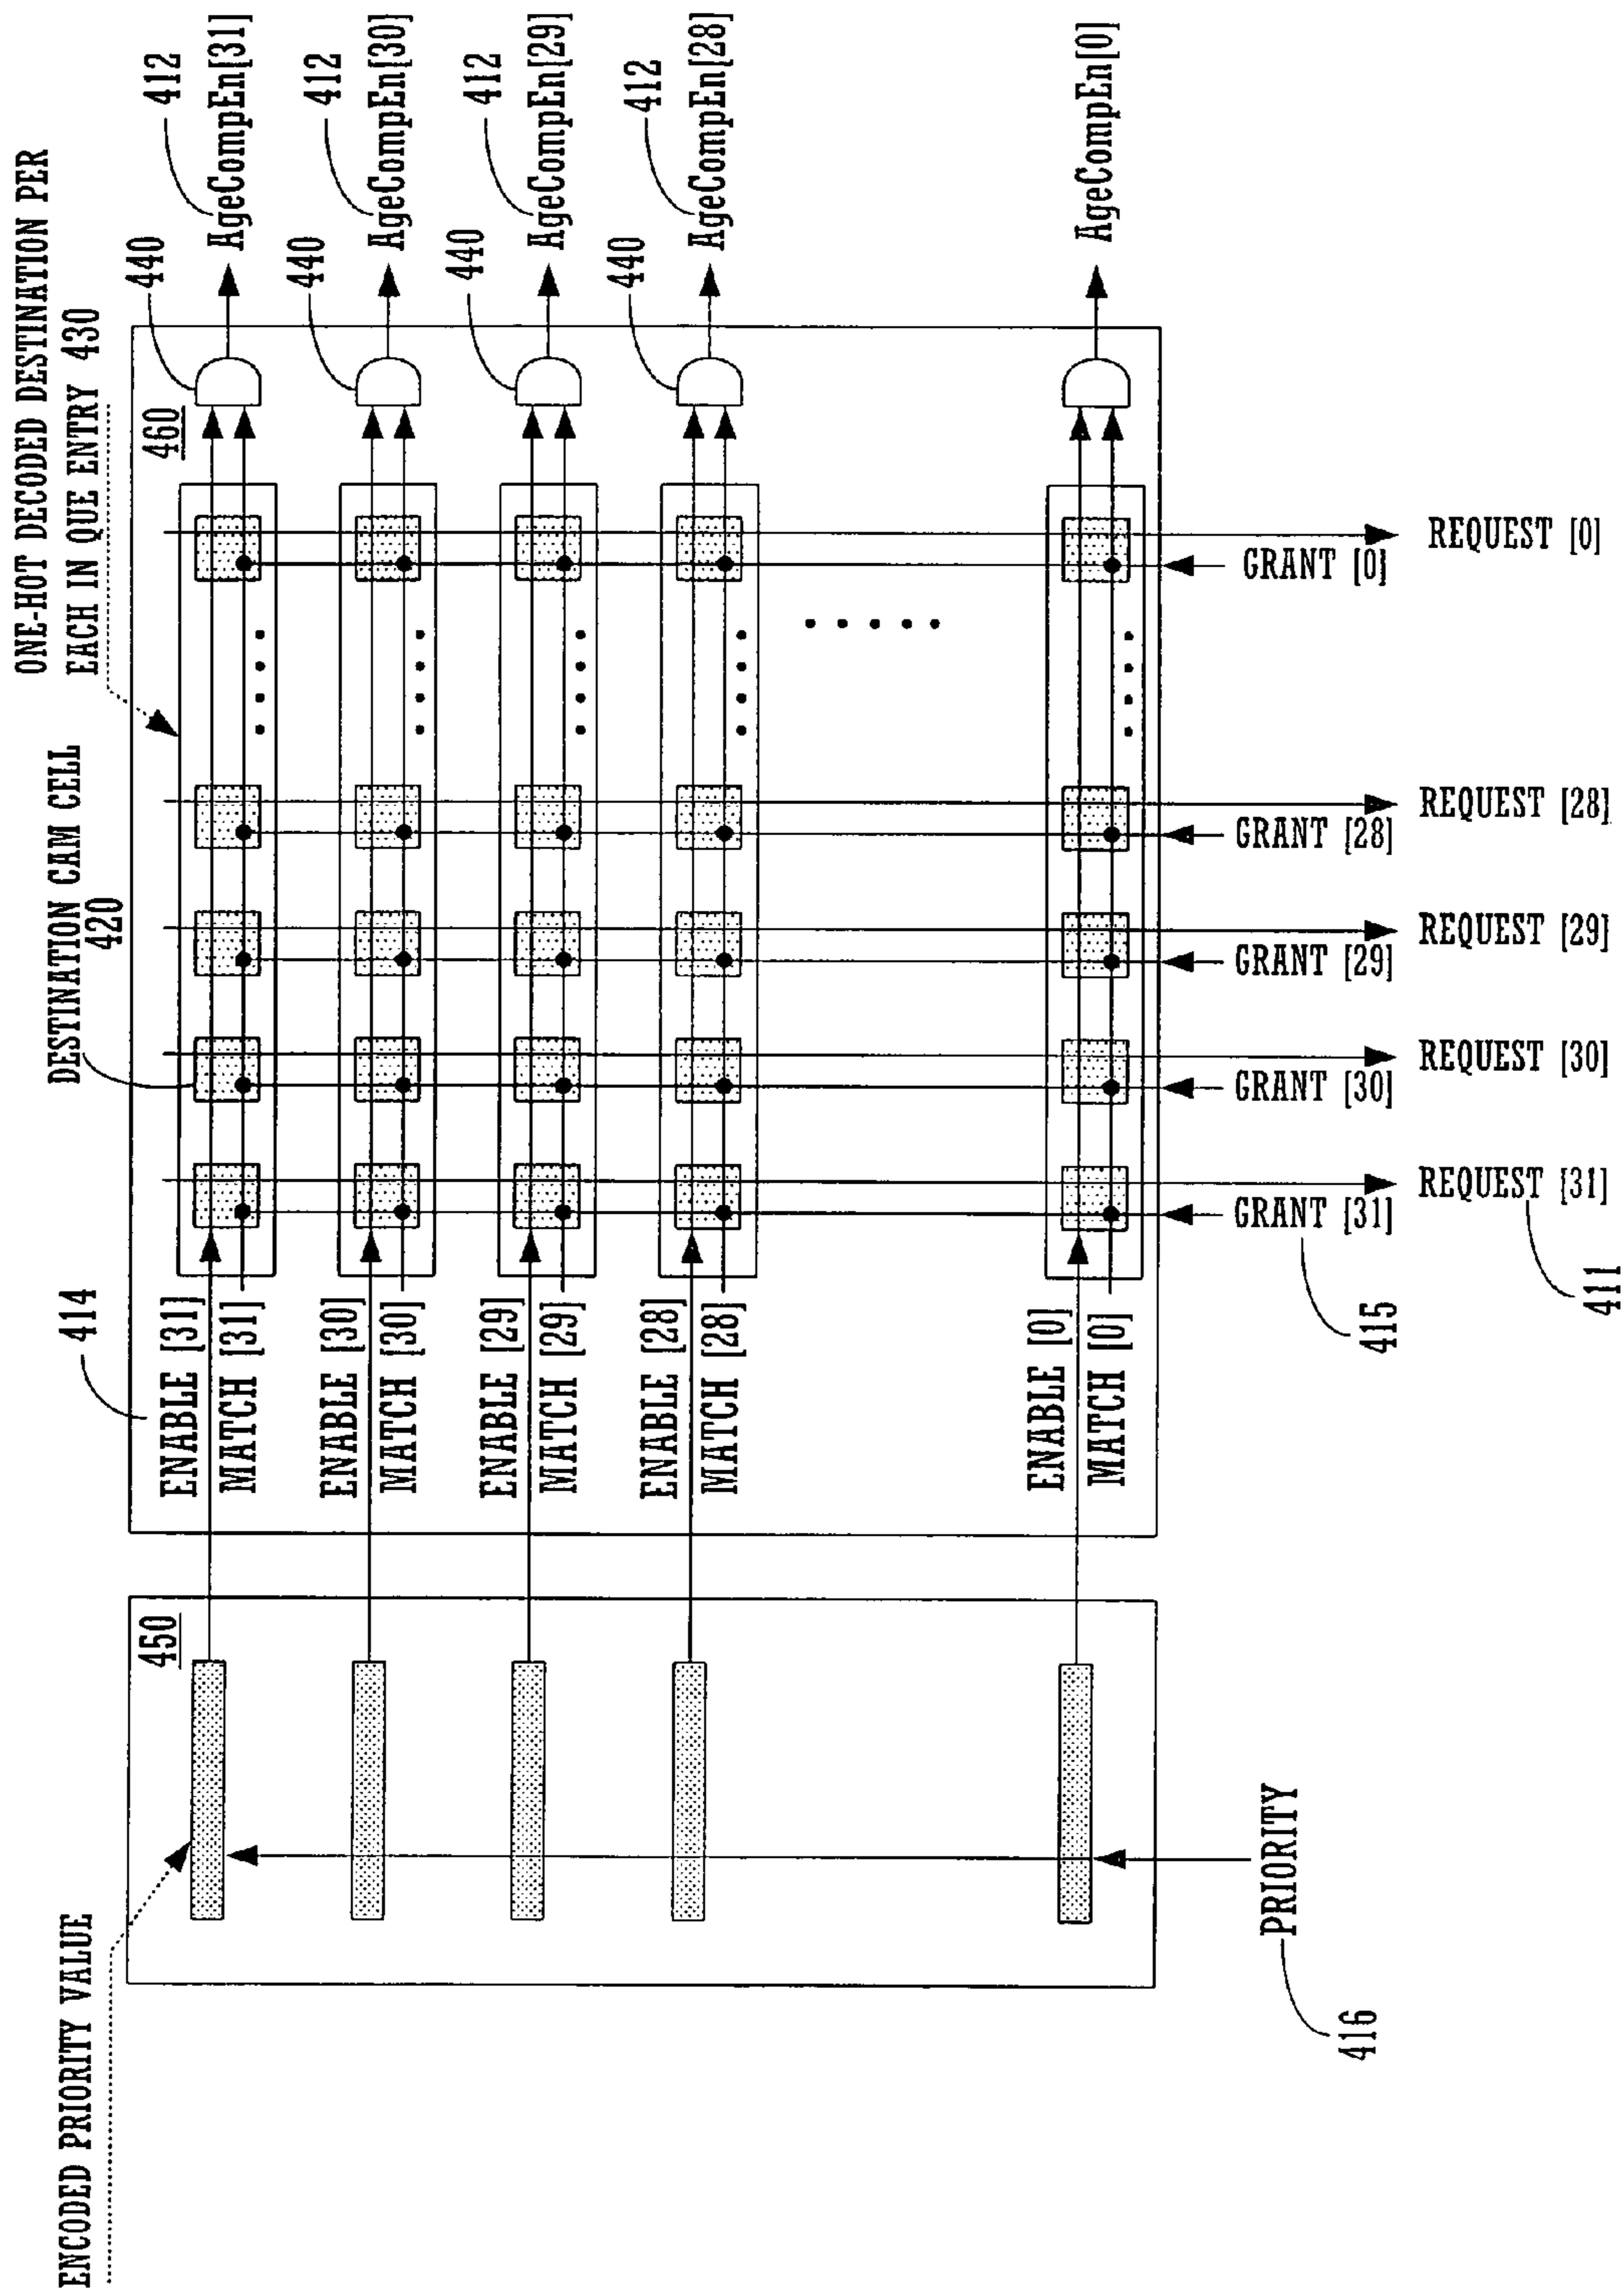 ENCODED PRIORITY VALUE
450
416
PRIORITY
414
ENABLE [31]
MATCH [31]
ENABLE [30]
MATCH [30]
ENABLE [29]
MATCH [29]
ENABLE [28]
MATCH [28]
ENABLE [0]
MATCH [0]
DESTINATION CAM CELL
420
ONE-HOT DECODED DESTINATION PER
EACH IN QUE ENTRY 430
460
440
440
440
440
412
AgeCompEn[31]
412
AgeCompEn[30]
412
AgeCompEn[29]
412
AgeCompEn[28]
AgeCompEn[0]
GRANT [31]
GRANT [30]
GRANT [29]
GRANT [28]
GRANT [0]
415
REQUEST [31]
REQUEST [30]
REQUEST [29]
REQUEST [28]
REQUEST [0]
411